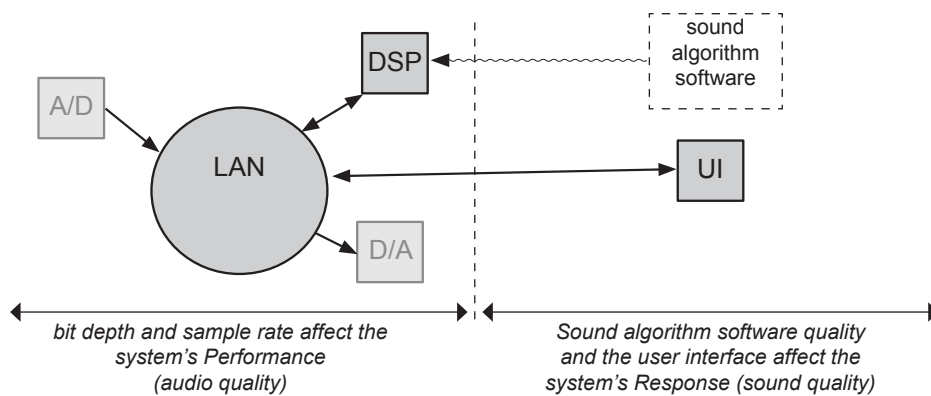 sound
algorithm
software
DSP
A/D
LAN
UI
D/A
bit depth and sample rate affect the
system’s Performance
(audio quality)
Sound algorithm software quality
and the user interface affect the
system’s Response (sound quality)